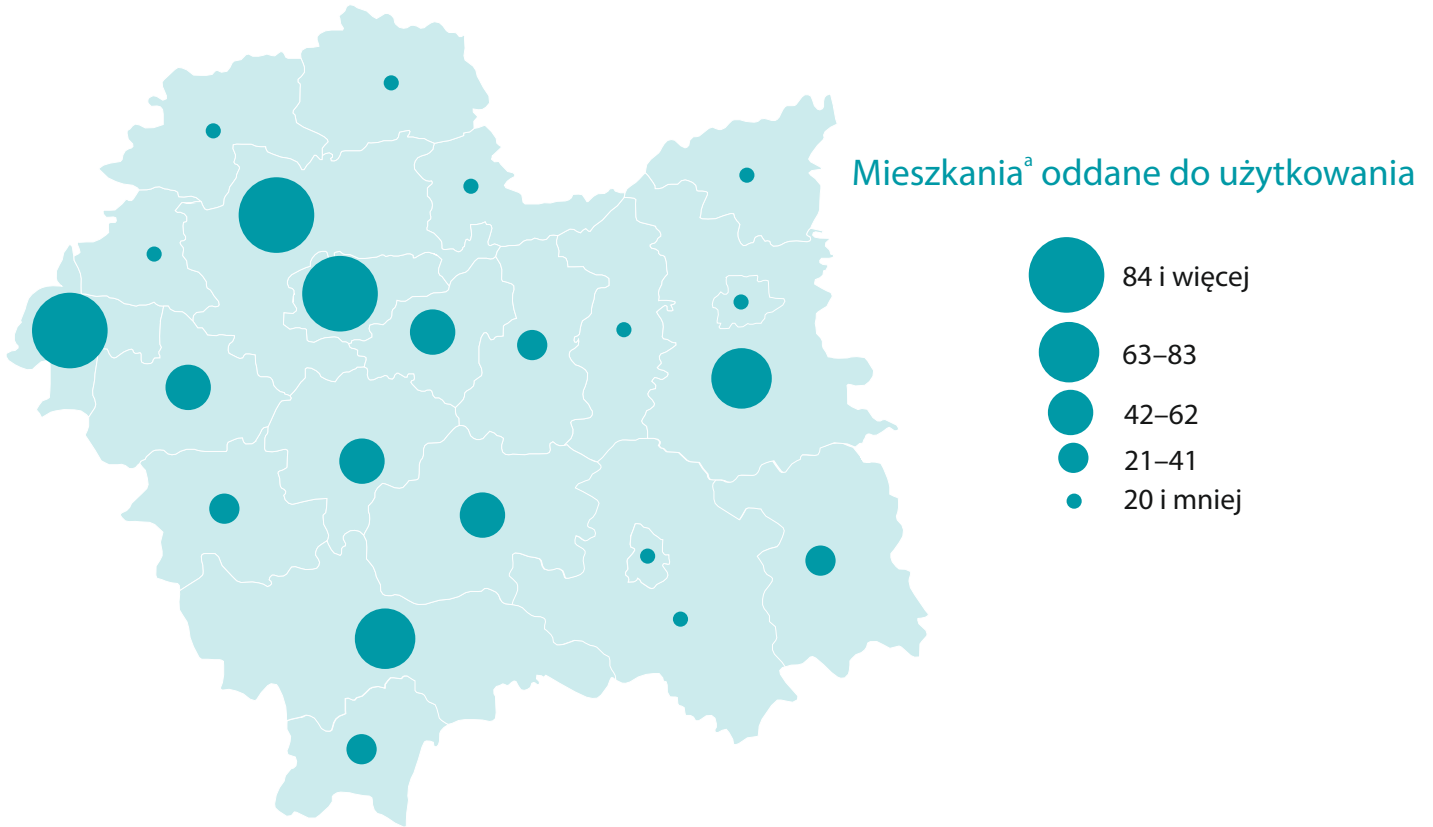 Mieszkaniaᵃ oddane do użytkowania
84 i więcej
63–83
42–62
21–41
20 i mniej